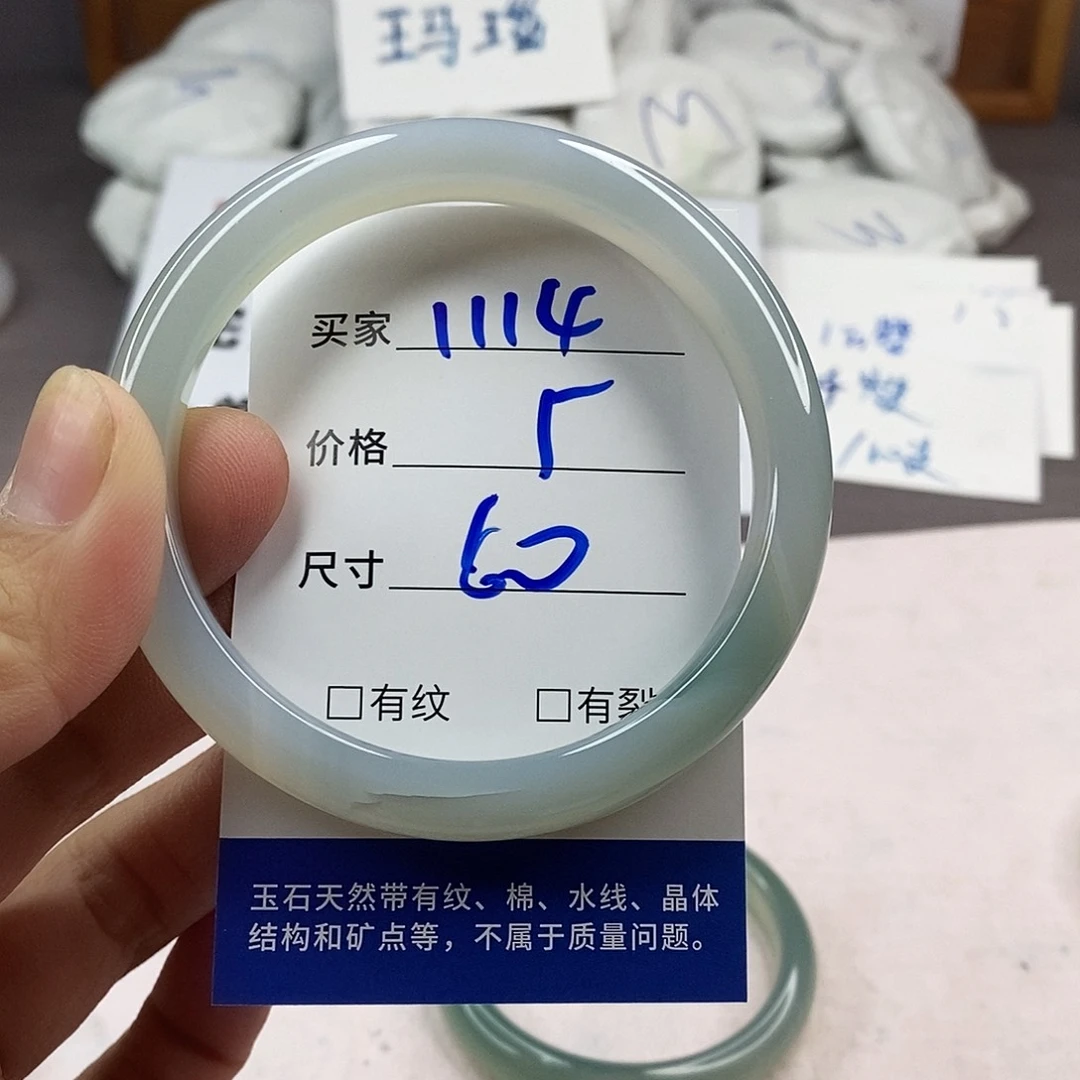 玛瑙
M
买家 1114
价格
尺寸 60
□有纹 □有裂
玉石天然带有纹、棉、水线、晶体
结构和矿点等，不属于质量问题。